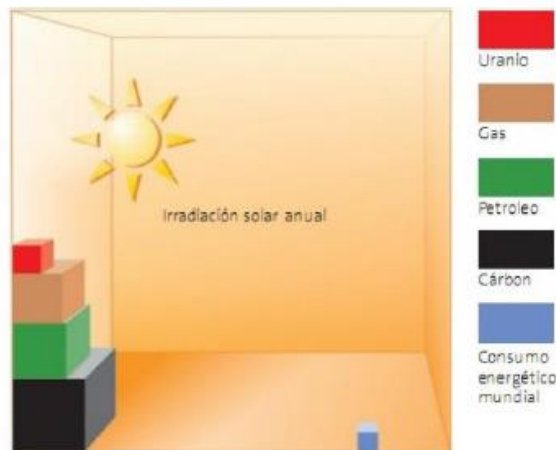 Uranio
Gas
Irradiación solar anual
Petroleo
Cárbon
Consumo
energético
mundial